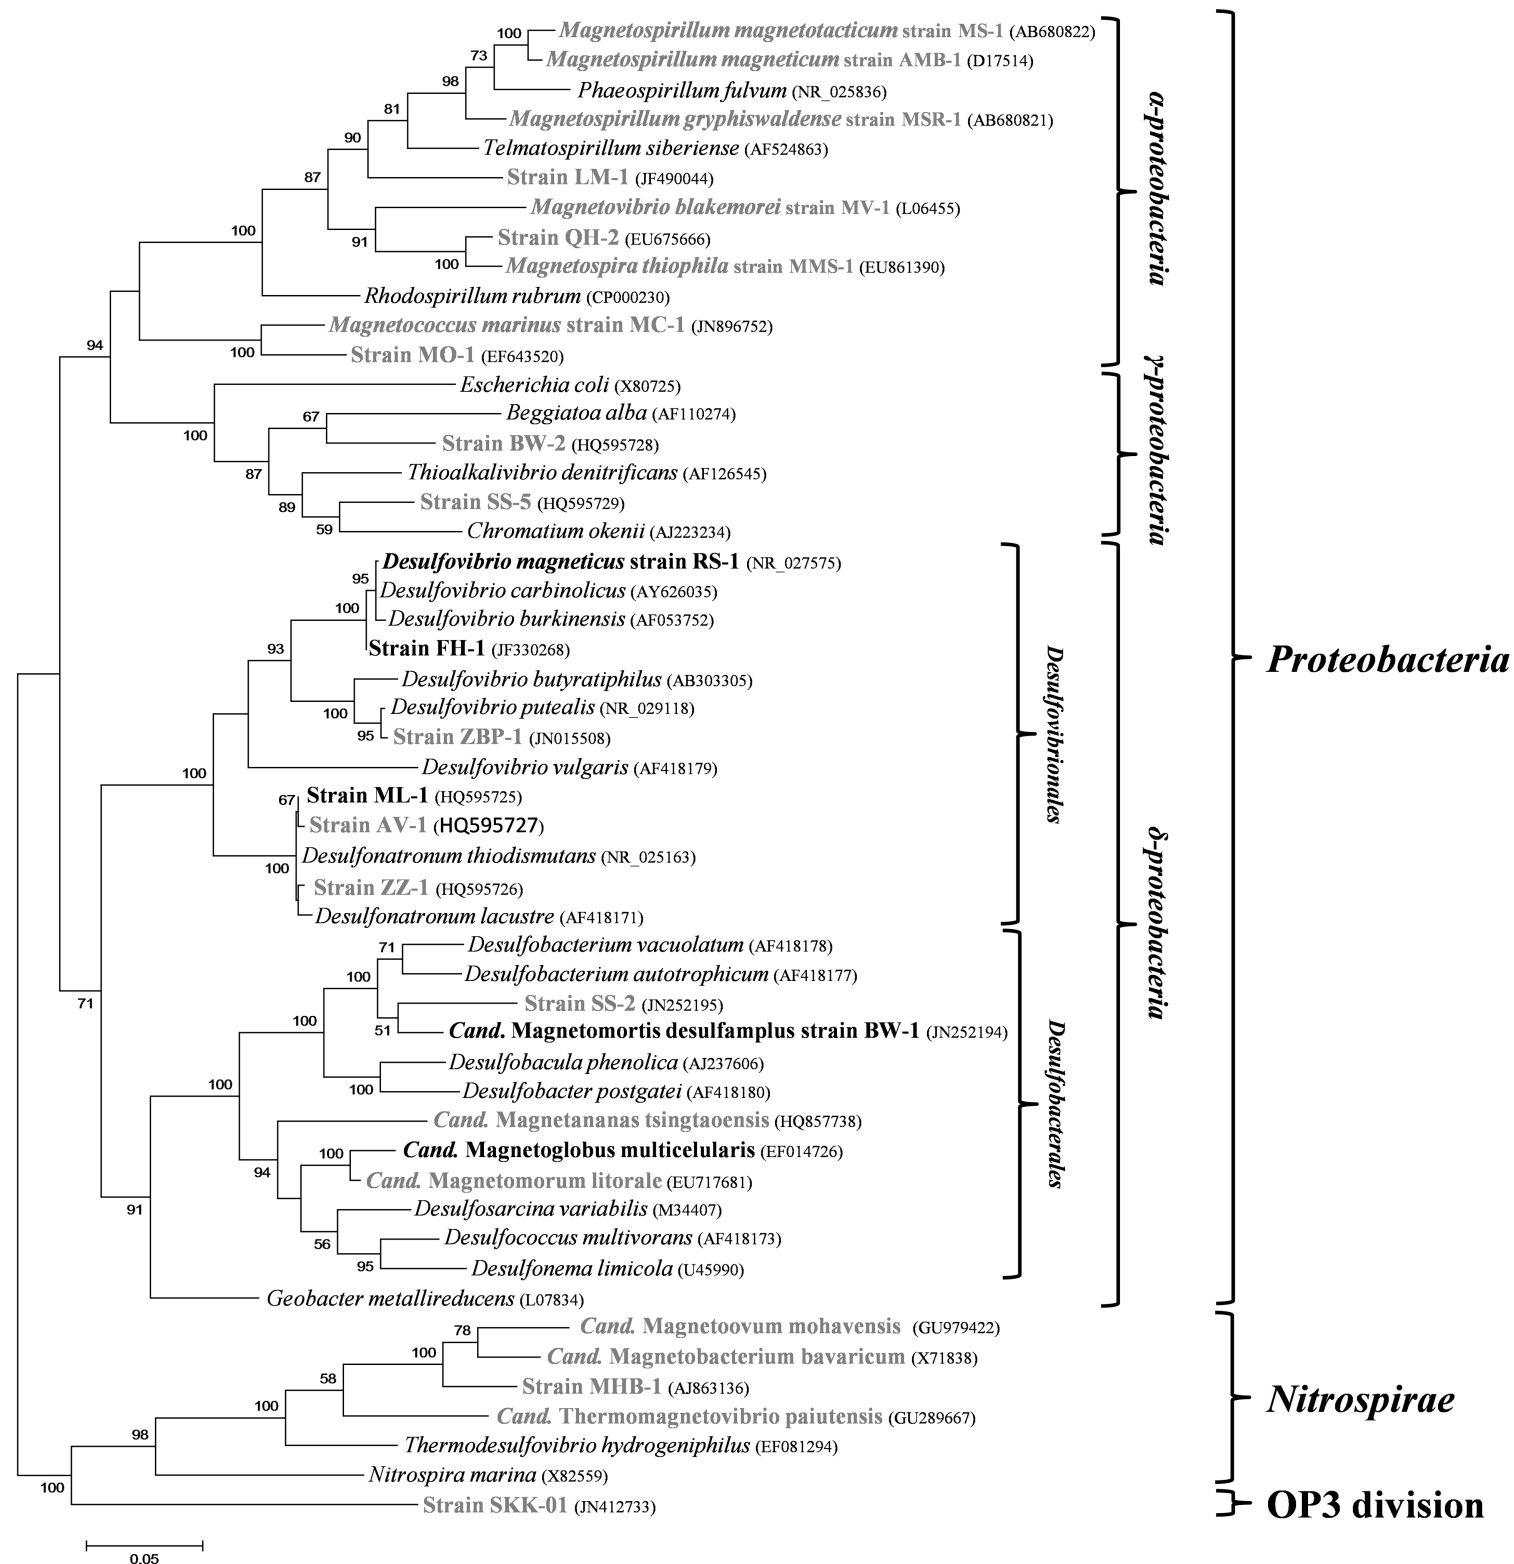 100
Magnetospirillum magnetotacticum strain MS-1 (AB680822)
73
Magnetospirillum magneticum strain AMB-1 (D17514)
98
Phaeospirillum fulvum (NR_025836)
81
Magnetospirillum gryphiswaldense strain MSR-1 (AB680821)
90
Telmatospirillum siberiense (AF524863)
87
Strain LM-1 (JF490044)
Magnetovibrio blakemorei strain MV-1 (L06455)
100
91
Strain QH-2 (EU675666)
100
Magnetospira thiophila strain MMS-1 (EU861390)
Rhodospirillum rubrum (CP000230)
Magnetococcus marinus strain MC-1 (JN896752)
94
100
Strain MO-1 (EF643520)
α-proteobacteria
Escherichia coli (X80725)
67
Beggiatoa alba (AF110274)
100
Strain BW-2 (HQ595728)
87
Thioalkalivibrio denitrificans (AF126545)
89
Strain SS-5 (HQ595729)
59
Chromatium okenii (AJ223234)
γ-proteobacteria
Desulfovibrio magneticus strain RS-1 (NR_027575)
95
Desulfovibrio carbinolicus (AY626035)
100
Desulfovibrio burkinensis (AF053752)
93
Strain FH-1 (JF330268)
Desulfovibrio butyratiphilus (AB303305)
100
Desulfovibrio putealis (NR_029118)
95
Strain ZBP-1 (JN015508)
100
Desulfovibrio vulgaris (AF418179)
67
Strain ML-1 (HQ595725)
Strain AV-1 (HQ595727)
100
Desulfonatronum thiodismutans (NR_025163)
Strain ZZ-1 (HQ595726)
Desulfonatronum lacustre (AF418171)
Desulfovibrionales
Proteobacteria
71
Desulfobacterium vacuolatum (AF418178)
100
Desulfobacterium autotrophicum (AF418177)
71
Strain SS-2 (JN252195)
100
51
Cand. Magnetomortis desulfamplus strain BW-1 (JN252194)
Desulfobacula phenolica (AJ237606)
100
100
Desulfobacter postgatei (AF418180)
Cand. Magnetananas tsingtaoensis (HQ857738)
94
100
Cand. Magnetoglobus multicelularis (EF014726)
Cand. Magnetomorum litorale (EU717681)
91
Desulfosarcina variabilis (M34407)
56
Desulfococcus multivorans (AF418173)
95
Desulfonema limicola (U45990)
Desulfobacterales
Geobacter metallireducens (L07834)
δ-proteobacteria
78
Cand. Magnetoovum mohavensis (GU979422)
100
Cand. Magnetobacterium bavaricum (X71838)
58
Strain MHB-1 (AJ863136)
100
Cand. Thermomagnetovibrio paiutensis (GU289667)
98
Thermodesulfovibrio hydrogeniphilus (EF081294)
100
Nitrospira marina (X82559)
Nitrospirae
Strain SKK-01 (JN412733)
OP3 division
0.05